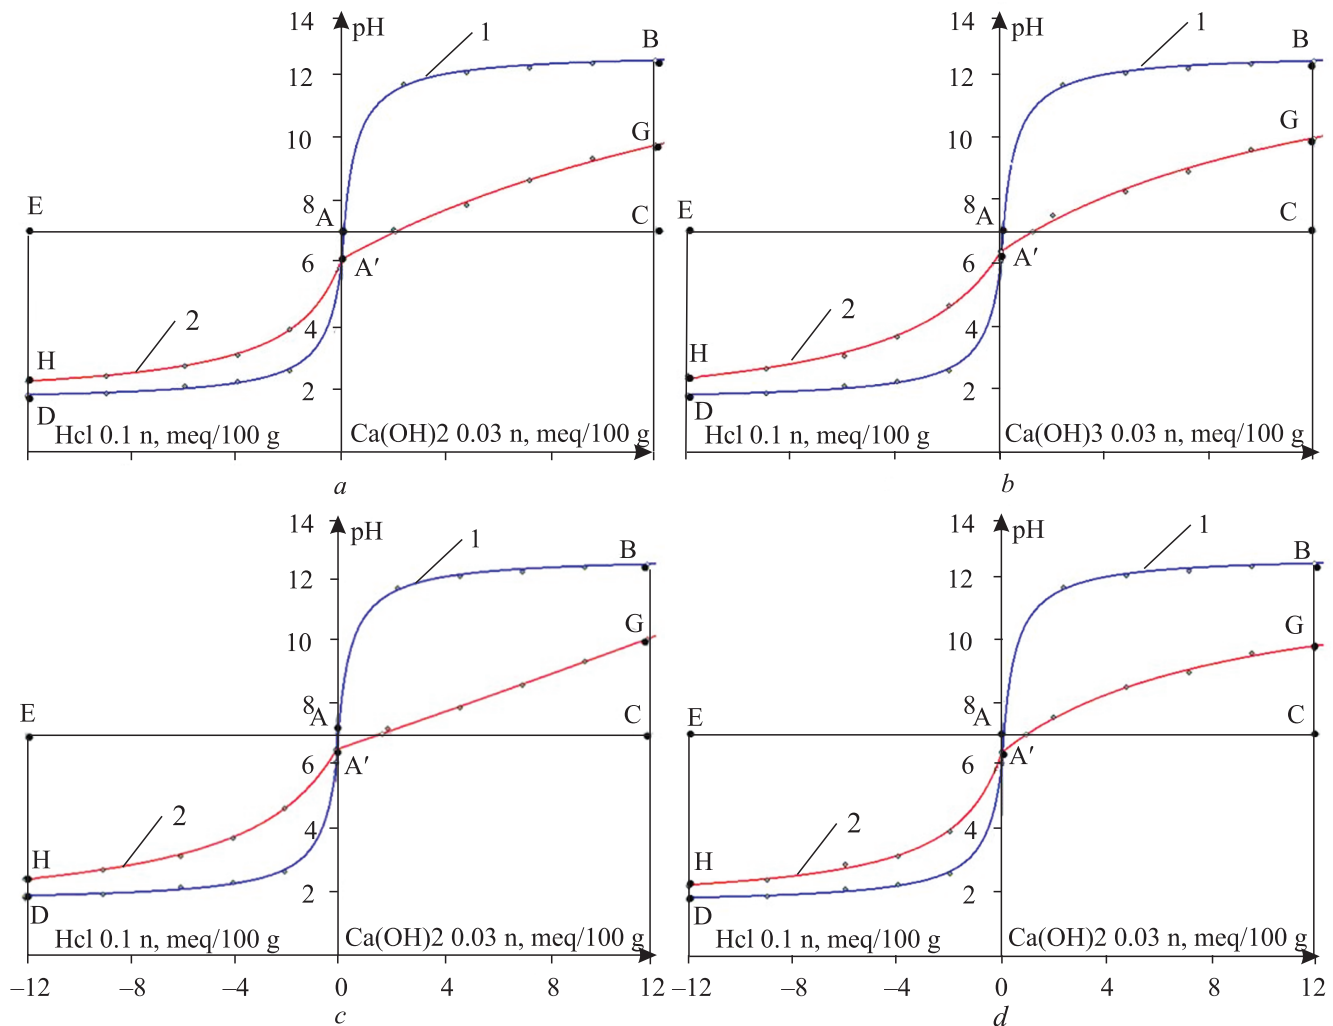 14 pH 1 B
12
10 G
8 A C
E
6 A′
4 2
H 2
D
Hcl 0.1 n, meq/100 g Ca(OH)2 0.03 n, meq/100 g
a
14 pH 1 B
12
10 G
8 A C
E
6 A′
4 2
H 2
D
Hcl 0.1 n, meq/100 g Ca(OH)3 0.03 n, meq/100 g
b
14 pH 1 B
12
10 G
8 A C
E
6 A′
4 2
H 2
D
Hcl 0.1 n, meq/100 g Ca(OH)2 0.03 n, meq/100 g
–12 –8 –4 0 4 8 12
c
14 pH 1 B
12
10 G
8 A C
E
6 A′
4 2
H 2
D
Hcl 0.1 n, meq/100 g Ca(OH)2 0.03 n, meq/100 g
–12 –8 –4 0 4 8 12
d